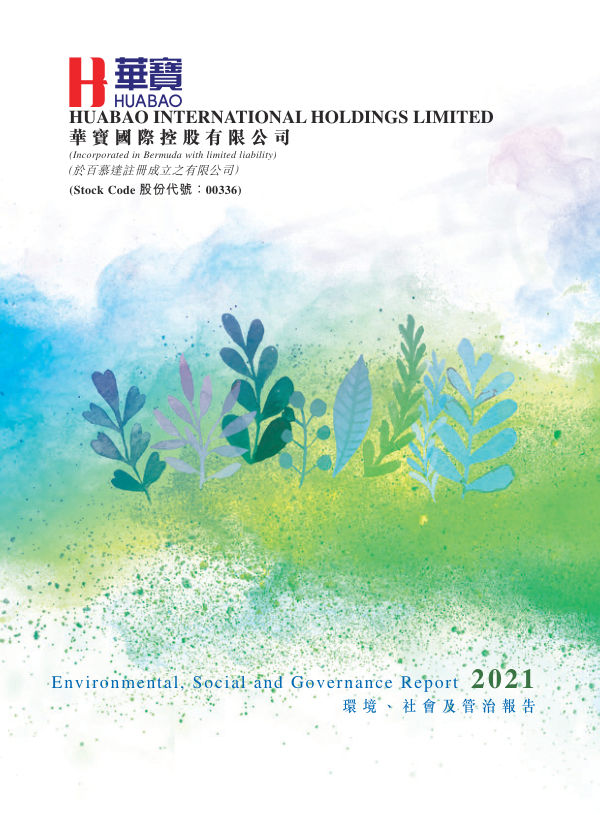 華寶
HUABAO
HUABAO INTERNATIONAL HOLDINGS LIMITED
華寶國際控股有限公司
(Incorporated in Bermuda with limited liability)
(於百慕達註冊成立之有限公司)
(Stock Code 股份代號：00336)
Environmental, Social and Governance Report 2021
環境、社會及管治報告